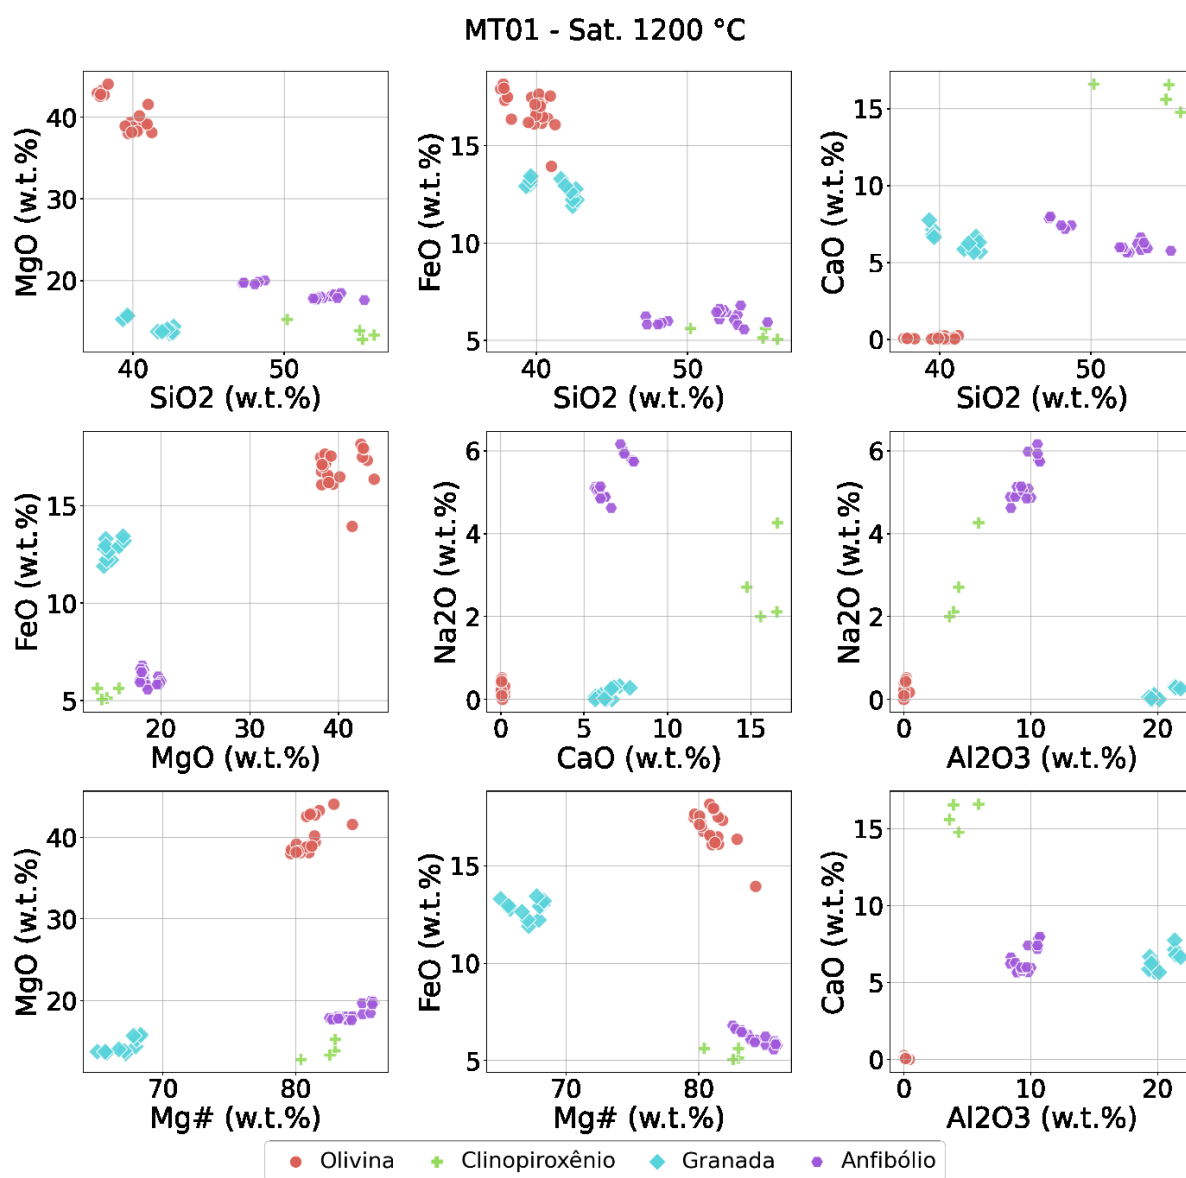 MT01 - Sat. 1200 °C
40
30
20
MgO (w.t.%)
40
50
SiO2 (w.t.%)
15
10
5
FeO (w.t.%)
40
50
SiO2 (w.t.%)
15
10
5
0
CaO (w.t.%)
40
50
SiO2 (w.t.%)
15
10
5
FeO (w.t.%)
20
30
40
MgO (w.t.%)
6
4
2
0
Na2O (w.t.%)
0
5
10
15
CaO (w.t.%)
6
4
2
0
Na2O (w.t.%)
0
10
20
Al2O3 (w.t.%)
40
30
20
MgO (w.t.%)
70
80
Mg# (w.t.%)
15
10
5
FeO (w.t.%)
70
80
Mg# (w.t.%)
15
10
5
0
CaO (w.t.%)
0
10
20
Al2O3 (w.t.%)
Olivina
Clinopiroxênio
Granada
Anfibólio